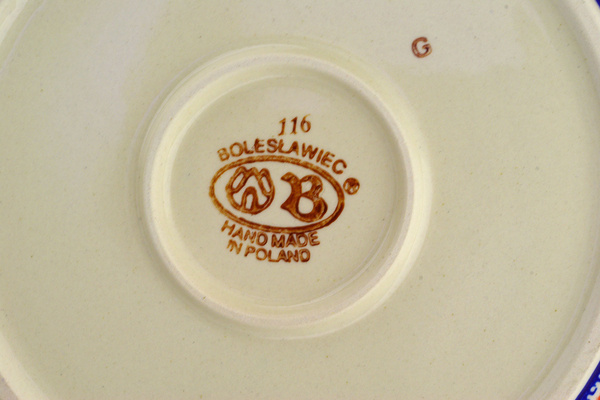 G
116
BOLESŁAWIEC
B ®
HAND MADE
IN POLAND